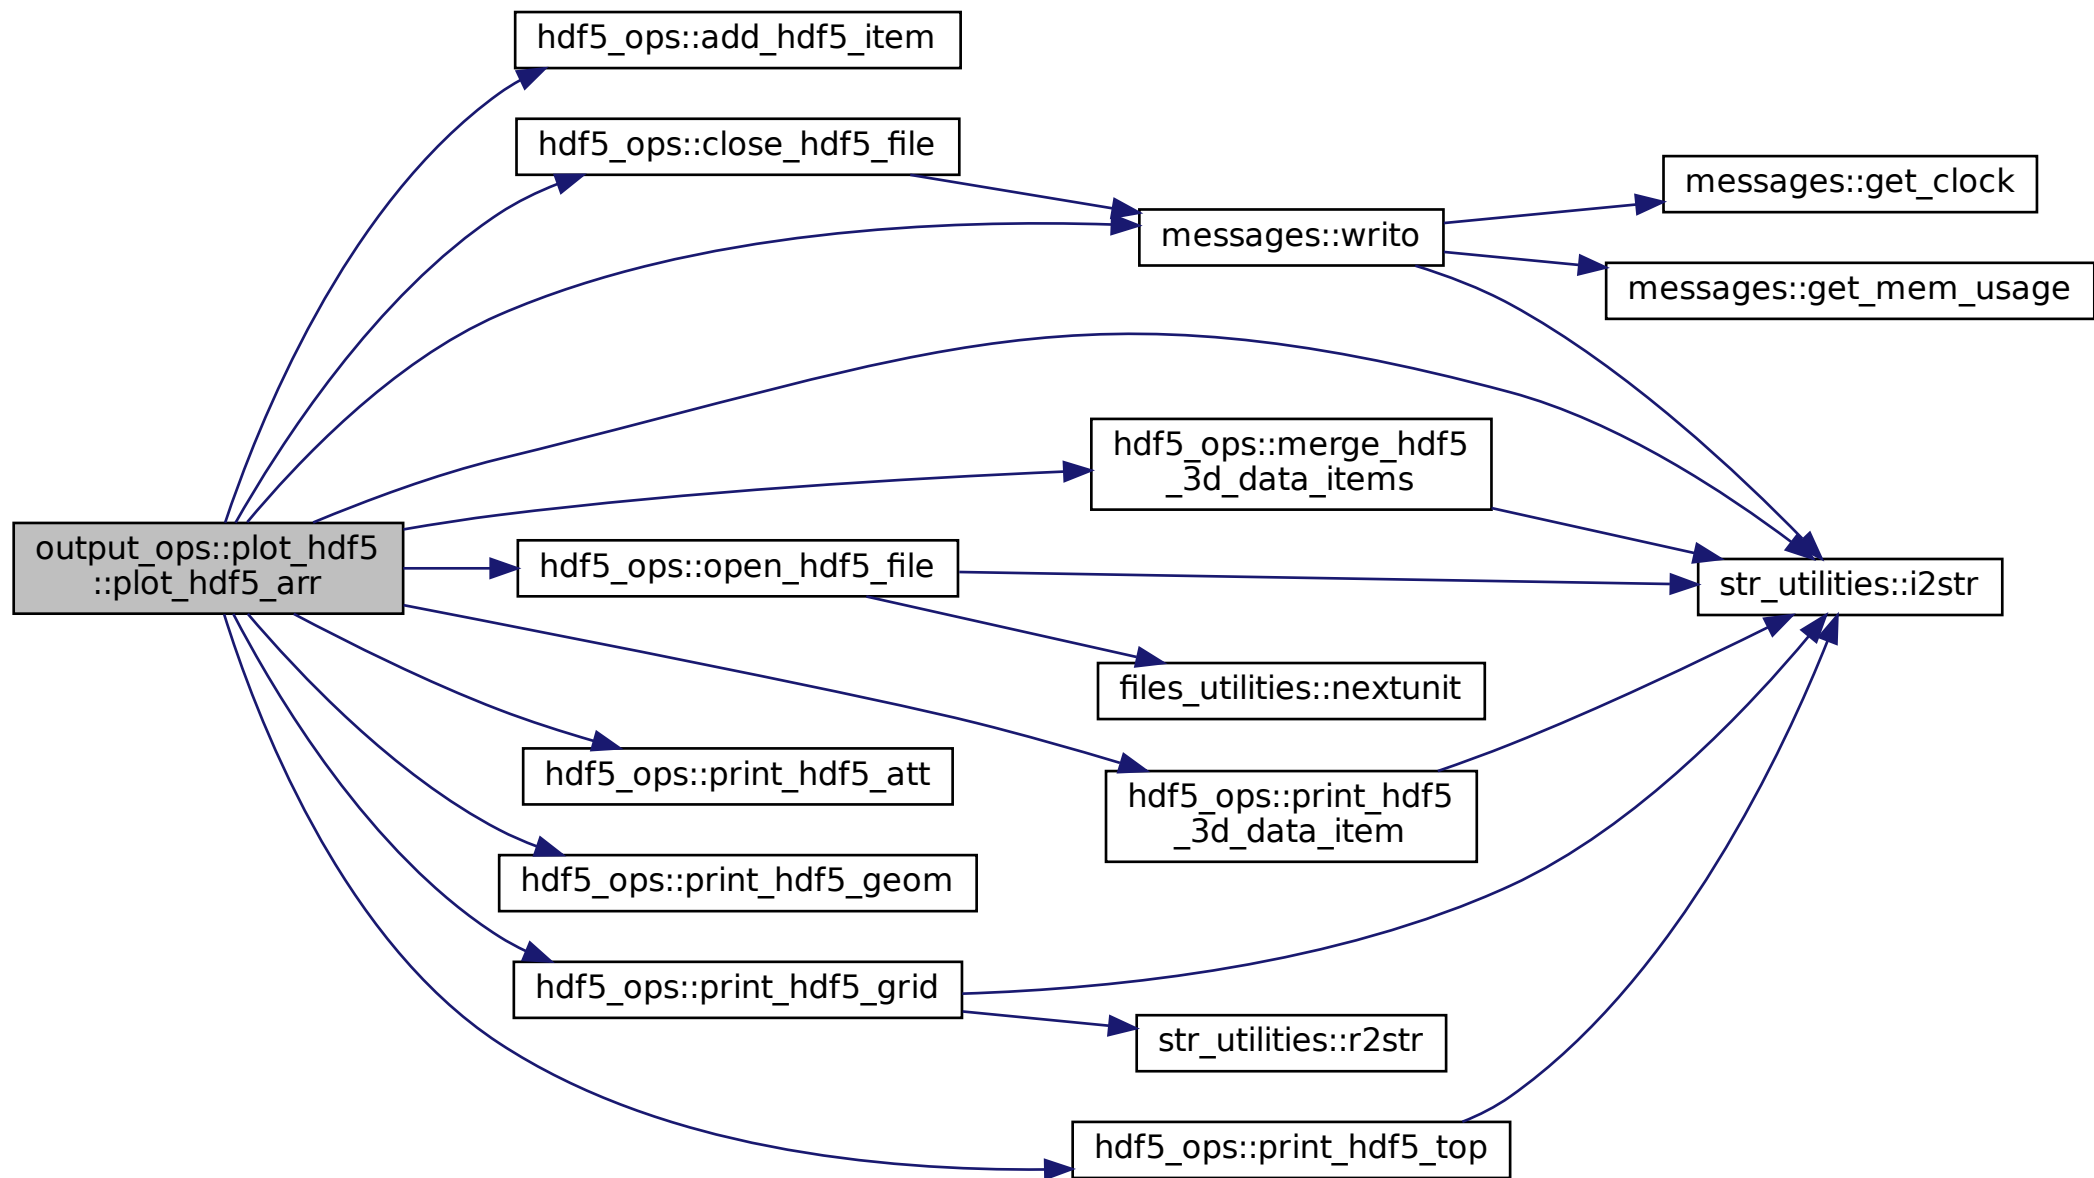 hdf5_ops::add_hdf5_item
hdf5_ops::close_hdf5_file
messages::get_clock
messages::writo
messages::get_mem_usage
hdf5_ops::merge_hdf5
_3d_data_items
output_ops::plot_hdf5
::plot_hdf5_arr
hdf5_ops::open_hdf5_file
str_utilities::i2str
files_utilities::nextunit
hdf5_ops::print_hdf5_att
hdf5_ops::print_hdf5
_3d_data_item
hdf5_ops::print_hdf5_geom
hdf5_ops::print_hdf5_grid
str_utilities::r2str
hdf5_ops::print_hdf5_top